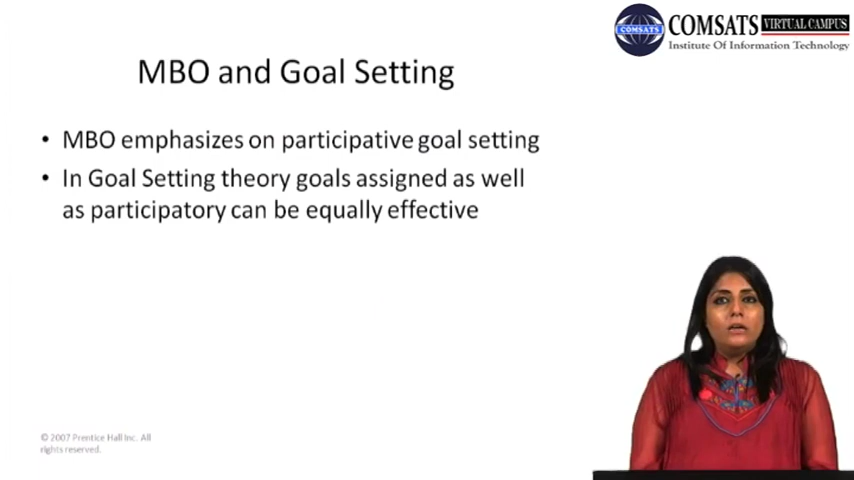 COMSATS VIRTUAL CAMPUS
Institute Of Information Technology
COMSATS
MBO and Goal Setting
• MBO emphasizes on participative goal setting
• In Goal Setting theory goals assigned as well
as participatory can be equally effective
© 2007 Prentice Hall Inc. All
rights reserved.